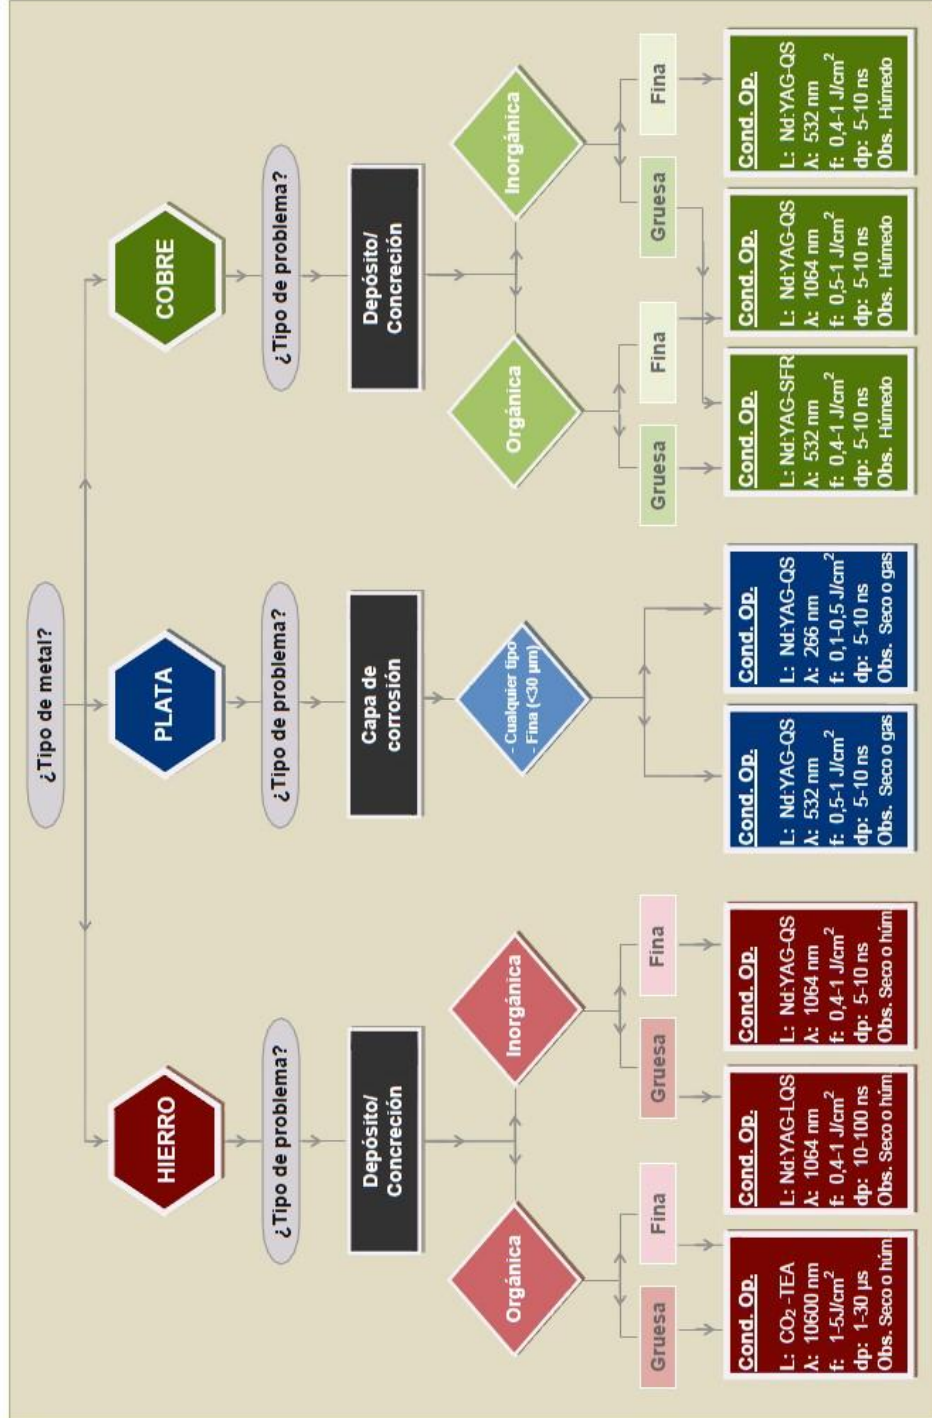 ¿Tipo de metal?
HIERRO
PLATA
COBRE
¿Tipo de problema?
¿Tipo de problema?
¿Tipo de problema?
Depósito/
Concreción
Capa de
corrosión
Depósito/
Concreción
Orgánica
Inorgánica
- Cualquier tipo
- Fina (<30 µm)
Orgánica
Inorgánica
Gruesa
Fina
Gruesa
Fina
Gruesa
Fina
Gruesa
Fina
Cond. Op.
L: CO₂ -TEA
λ: 10600 nm
f: 1-5J/cm²
dp: 1-30 µs
Obs. Seco o húm.
Cond. Op.
L: Nd:YAG-LQS
λ: 1064 nm
f: 0,4-1 J/cm²
dp: 10-100 ns
Obs. Seco o húm.
Cond. Op.
L: Nd:YAG-QS
λ: 1064 nm
f: 0,4-1 J/cm²
dp: 5-10 ns
Obs. Seco o húm.
Cond. Op.
L: Nd:YAG-QS
λ: 532 nm
f: 0,5-1 J/cm²
dp: 5-10 ns
Obs. Seco o gas
Cond. Op.
L: Nd:YAG-QS
λ: 266 nm
f: 0,1-0,5 J/cm²
dp: 5-10 ns
Obs. Seco o gas
Cond. Op.
L: Nd:YAG-SFR
λ: 532 nm
f: 0,4-1 J/cm²
dp: 5-10 ns
Obs. Húmedo
Cond. Op.
L: Nd:YAG-QS
λ: 1064 nm
f: 0,5-1 J/cm²
dp: 5-10 ns
Obs. Húmedo
Cond. Op.
L: Nd:YAG-QS
λ: 532 nm
f: 0,4-1 J/cm²
dp: 5-10 ns
Obs. Húmedo